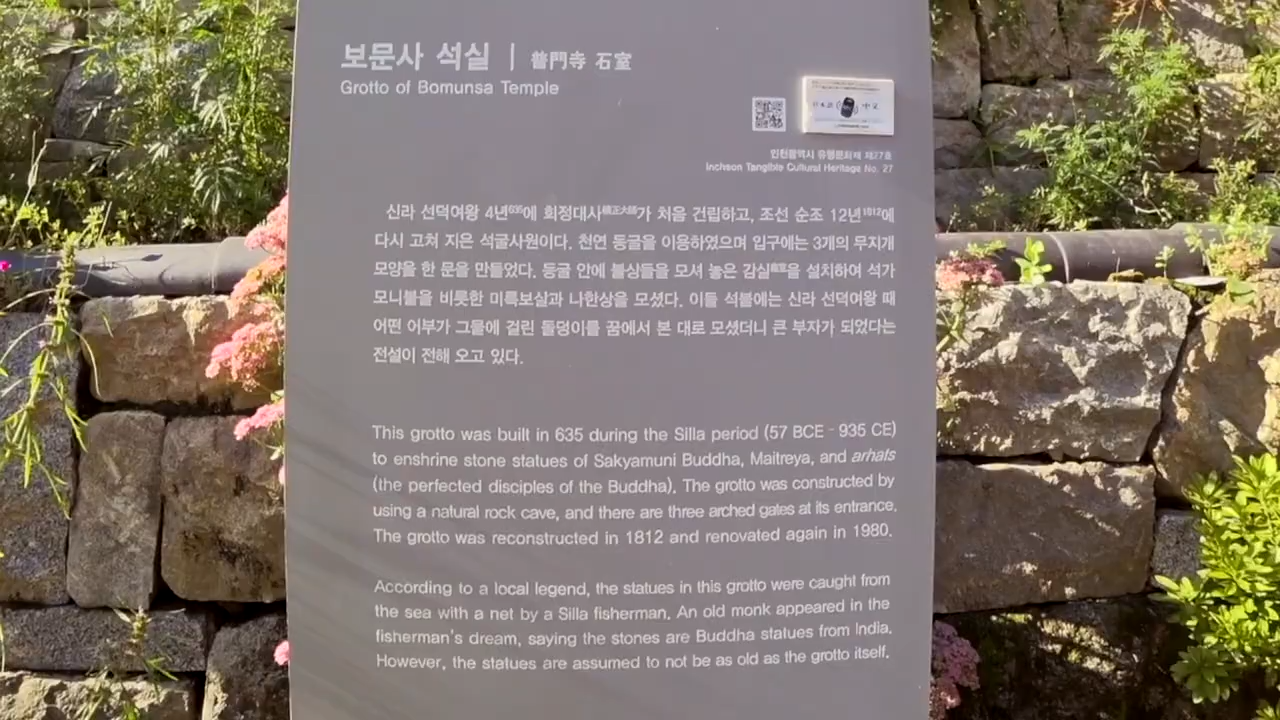 보문사 석실 | 普門寺 石室
Grotto of Bomunsa Temple
인천광역시 유형문화재 제27호
Incheon Tangible Cultural Heritage No. 27
신라 선덕여왕 4년635에 회정대사가 처음 건립하고, 조선 순조 12년1812에
다시 고쳐 지은 석굴사원이다. 천연 동굴을 이용하였으며 입구에는 3개의 무지개
모양을 한 문을 만들었다. 동굴 안에 불상들을 모셔 놓은 감실을 설치하여 석가
모니불을 비롯한 미륵보살과 나한상을 모셨다. 이들 석불에는 신라 선덕여왕 때
어떤 어부가 그물에 걸린 돌덩이를 꿈에서 본 대로 모셨더니 큰 부자가 되었다는
전설이 전해 오고 있다.
This grotto was built in 635 during the Silla period (57 BCE - 935 CE)
to enshrine stone statues of Sakyamuni Buddha, Maitreya, and arhats
(the perfected disciples of the Buddha). The grotto was constructed by
using a natural rock cave, and there are three arched gates at its entrance.
The grotto was reconstructed in 1812 and renovated again in 1980.
According to a local legend, the statues in this grotto were caught from
the sea with a net by a Silla fisherman. An old monk appeared in the
fisherman's dream, saying the stones are Buddha statues from India.
However, the statues are assumed to not be as old as the grotto itself.